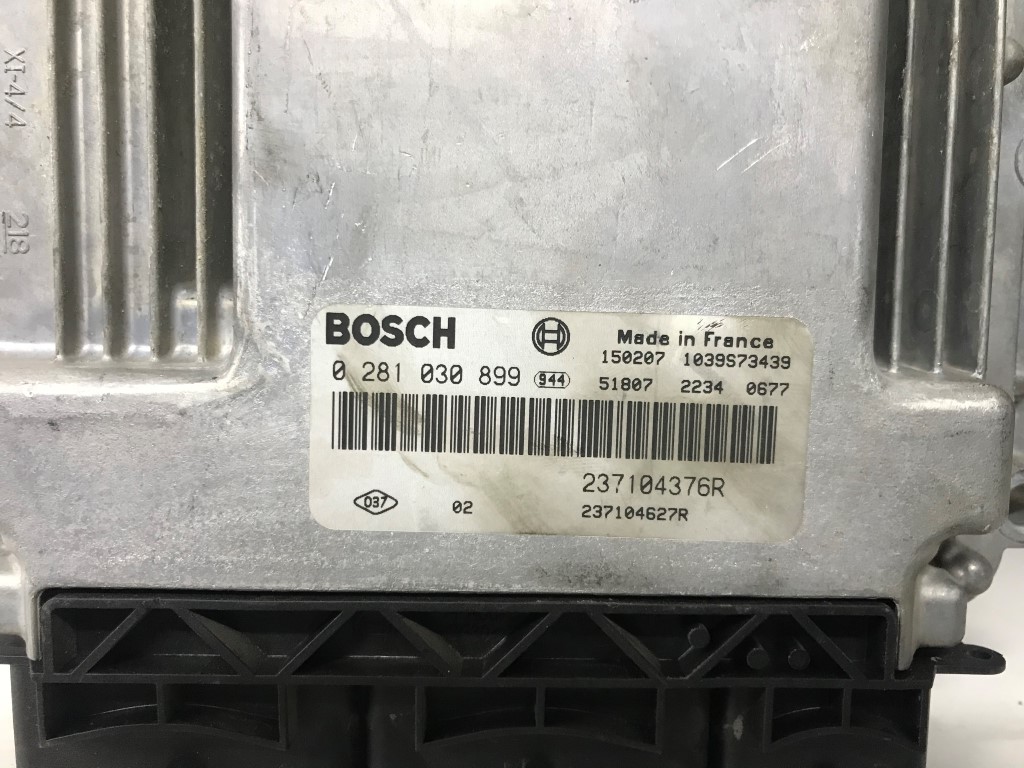 XI-4/4
218
BOSCH
Made in France
150207 1039S73439
0 281 030 899 944 51807 2234 0677
237104376R
037 02 237104627R